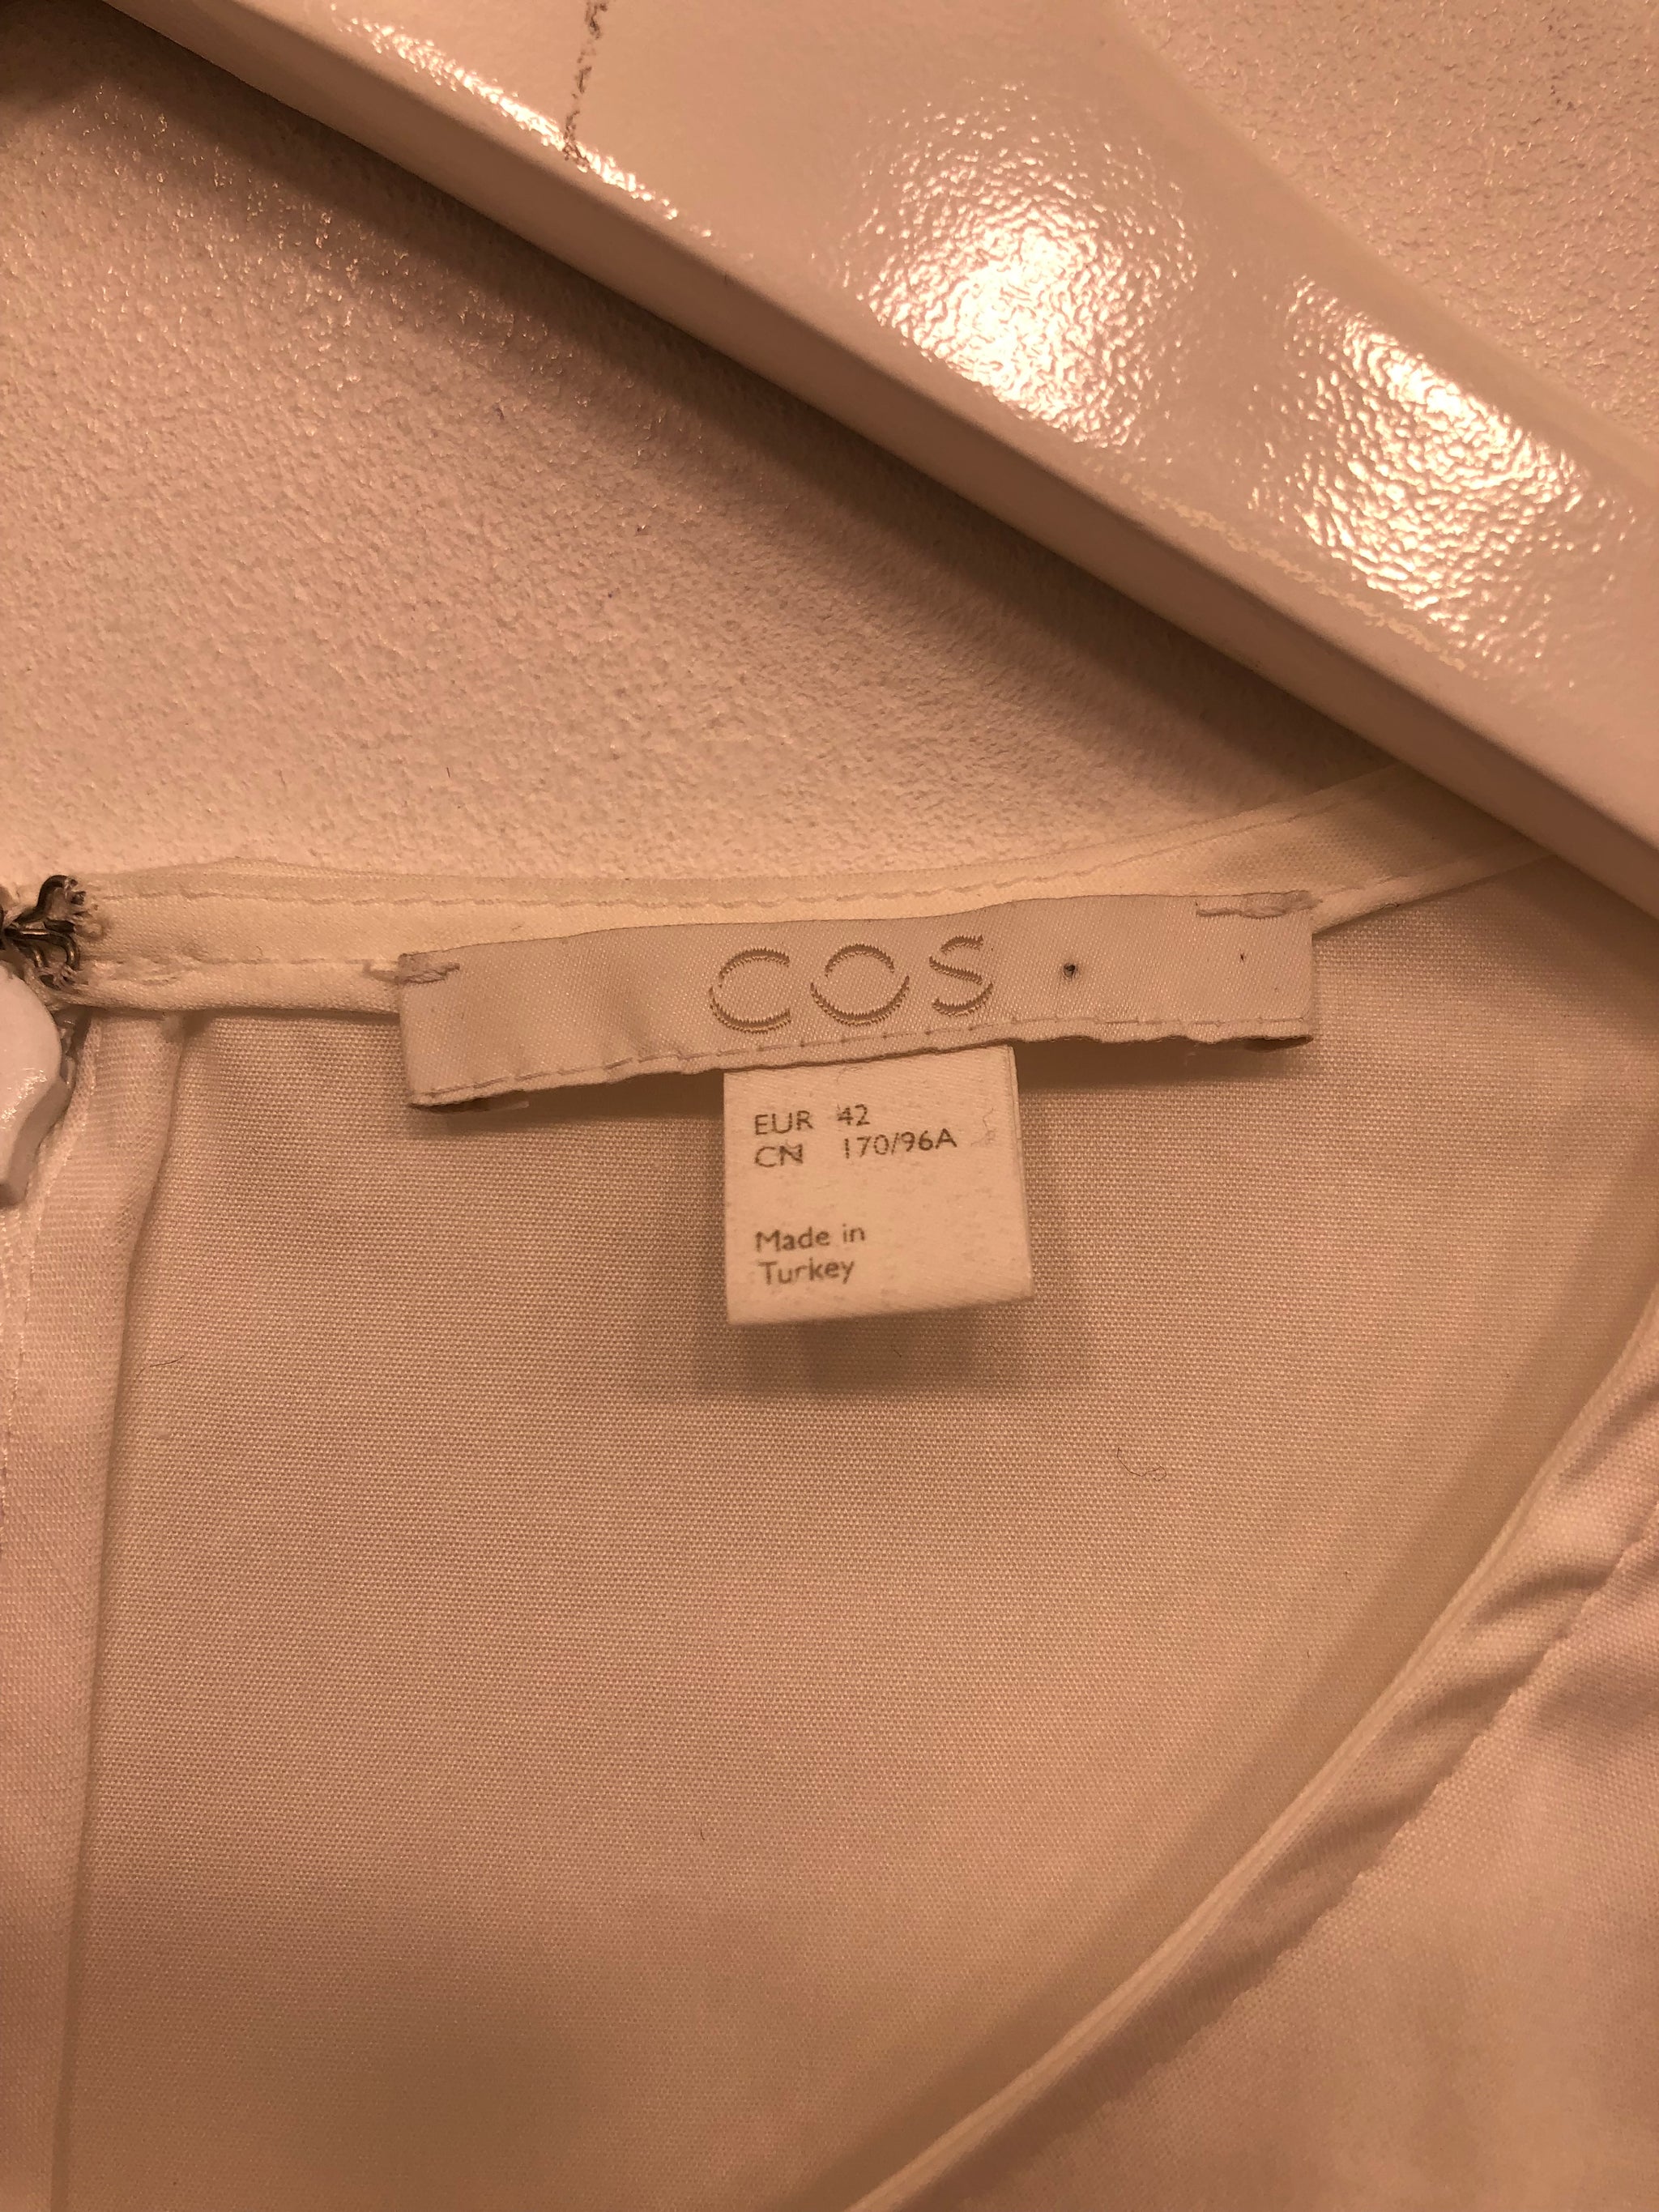 COS
EUR 42
CN 170/96A
Made in
Turkey